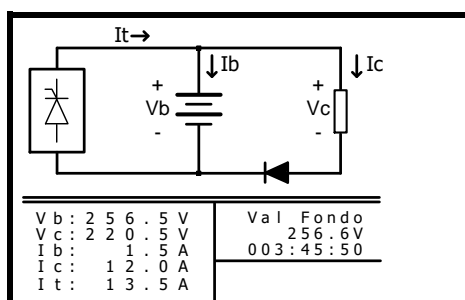 It→
↓Ib
↓Ic
+
+
Vb
Vc
-
-
Vb: 256.5V
Vc: 220.5V
Ib: 1.5A
Ic: 12.0A
It: 13.5A
Val Fondo
256.6V
003:45:50